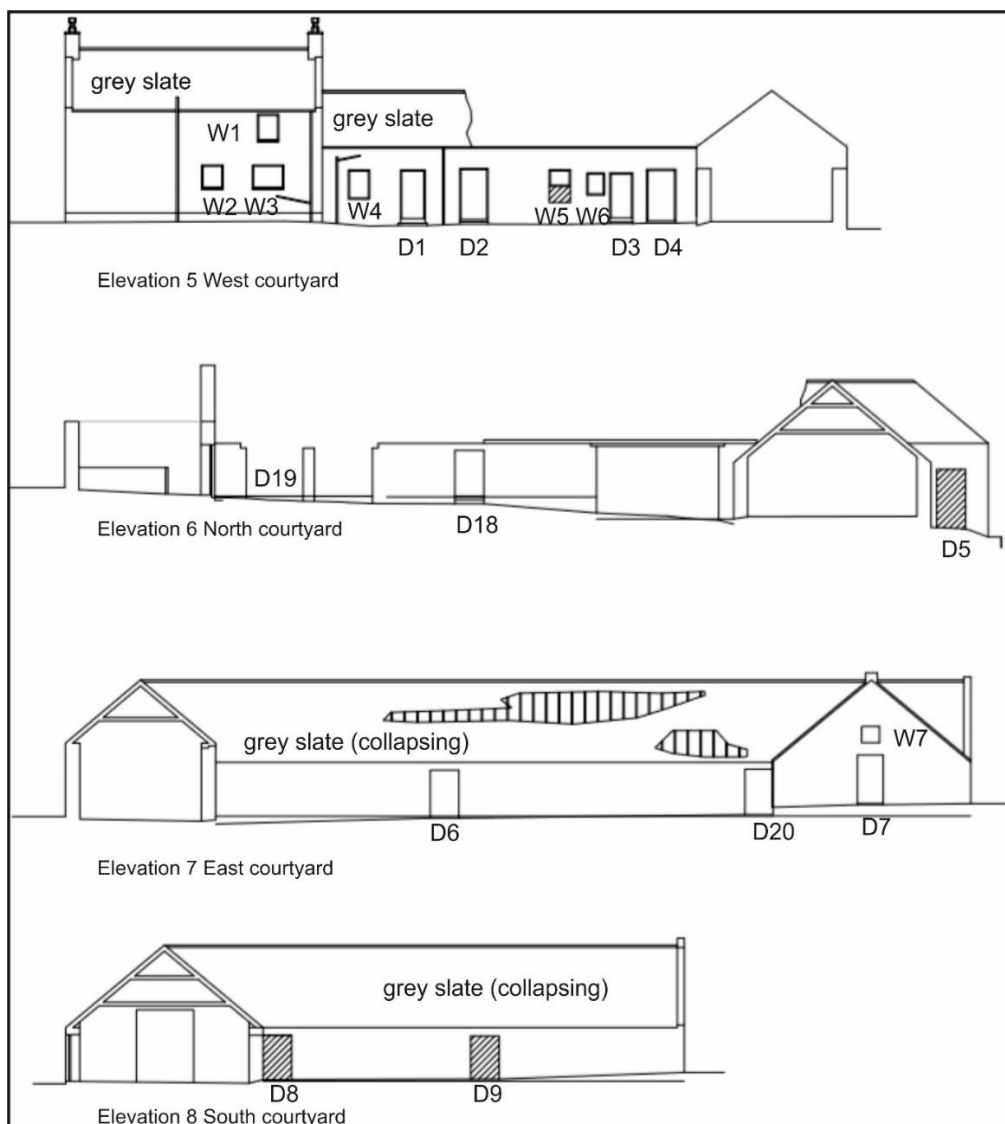 grey slate
grey slate
W1
W2 W3
W4
W5 W6
D1
D2
D3
D4
Elevation 5 West courtyard
D19
D18
D5
Elevation 6 North courtyard
grey slate (collapsing)
W7
D6
D20
D7
Elevation 7 East courtyard
grey slate (collapsing)
D8
D9
Elevation 8 South courtyard